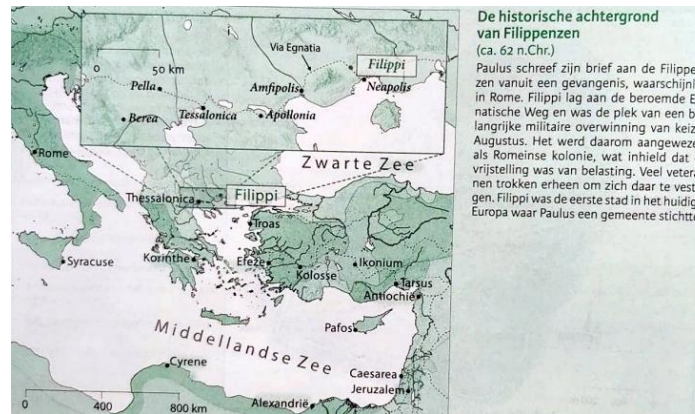 De historische achtergrond
van Filippenzen
(ca. 62 n.Chr.)
Paulus schreef zijn brief aan de Filippe
zen vanuit een gevangenis, waarschijnl
in Rome. Filippi lag aan de beroemde E
natische Weg en was de plek van een b
langrijke militaire overwinning van keiz
Augustus. Het werd daarom aangeweze
als Romeinse kolonie, wat inhield dat
vrijstelling was van belasting. Veel vetera
nen trokken erheen om zich daar te vest
gen. Filippi was de eerste stad in het huidig
Europa waar Paulus een gemeente stichtt
Via Egnatia
0 50 km
Filippi
Pella
Amfipolis
Neapolis
Berea
Tessalonica
Apollonia
Rome
Zwarte Zee
Thessalonica
Filippi
Troas
Syracuse
Korinthe
Efeze
Kolosse
Ikonium
Tarsus
Antiochië
Pafos
Middellandse Zee
Cyrene
Caesarea
Jeruzalem
Alexandrië
0 400 800 km